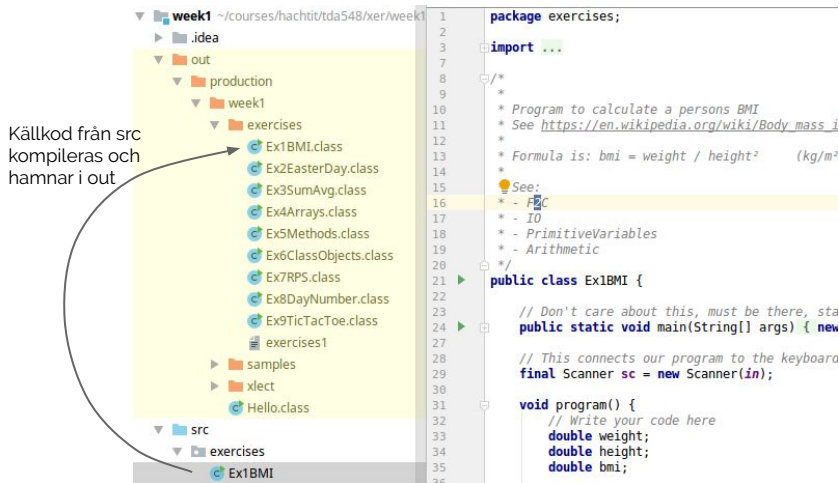 Källkod från src
kompileras och
hamnar i out
week1 ~/courses/hachtit/tda548/xer/week1
.idea
out
production
week1
exercises
Ex1BMI.class
Ex2EasterDay.class
Ex3SumAvg.class
Ex4Arrays.class
Ex5Methods.class
Ex6ClassObjects.class
Ex7RPS.class
Ex8DayNumber.class
Ex9TicTacToe.class
exercises1
samples
xlect
Hello.class
src
exercises
Ex1BMI
1 package exercises;
2
3 import ...
7
8 /*
9 *
10 * Program to calculate a persons BMI
11 * See https://en.wikipedia.org/wiki/Body_mass_i
12 *
13 * Formula is: bmi = weight / height² (kg/m²
14 *
15 See:
16 * - F2C
17 * - IO
18 * - PrimitiveVariables
19 * - Arithmetic
20 */
21 public class Ex1BMI {
22
23 // Don't care about this, must be there, sta
24 public static void main(String[] args) { new
27
28 // This connects our program to the keyboard
29 final Scanner sc = new Scanner(in);
30
31 void program() {
32 // Write your code here
33 double weight;
34 double height;
35 double bmi;
36